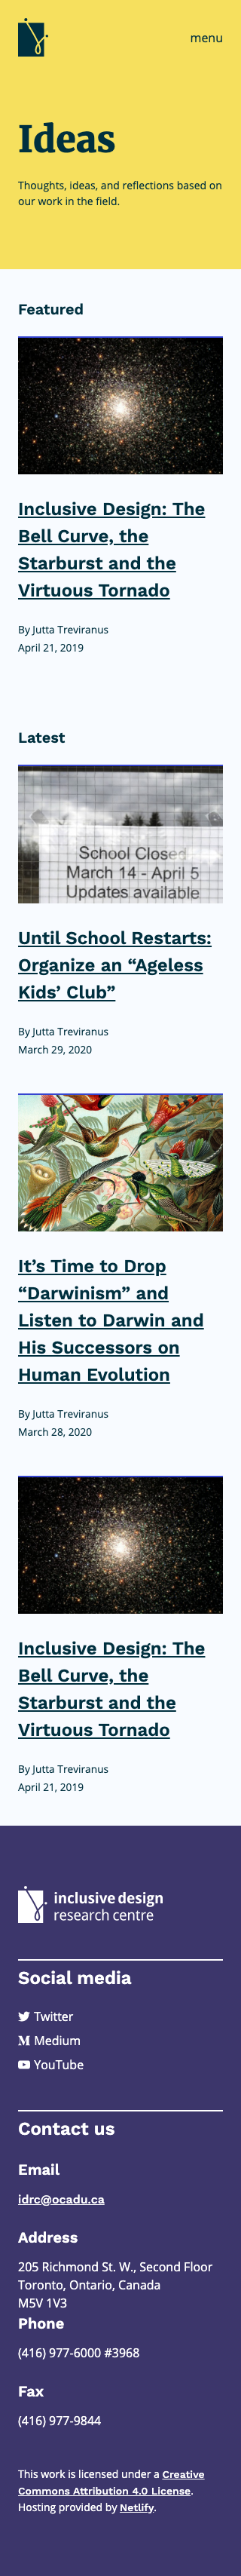 menu
Ideas
Thoughts, ideas, and reflections based on
our work in the field.
Featured
Inclusive Design: The
Bell Curve, the
Starburst and the
Virtuous Tornado
By Jutta Treviranus
April 21, 2019
Latest
School Closed
March 14 - April 5
Updates available
Until School Restarts:
Organize an “Ageless
Kids’ Club”
By Jutta Treviranus
March 29, 2020
It’s Time to Drop
“Darwinism” and
Listen to Darwin and
His Successors on
Human Evolution
By Jutta Treviranus
March 28, 2020
Inclusive Design: The
Bell Curve, the
Starburst and the
Virtuous Tornado
By Jutta Treviranus
April 21, 2019
inclusive design
research centre
Social media
Twitter
Medium
YouTube
Contact us
Email
idrc@ocadu.ca
Address
205 Richmond St. W., Second Floor
Toronto, Ontario, Canada
M5V 1V3
Phone
(416) 977-6000 #3968
Fax
(416) 977-9844
This work is licensed under a Creative
Commons Attribution 4.0 License.
Hosting provided by Netlify.